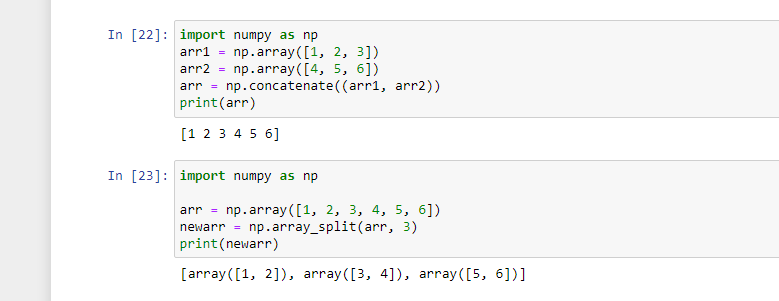 In [22]: import numpy as np
arr1 = np.array([1, 2, 3])
arr2 = np.array([4, 5, 6])
arr = np.concatenate((arr1, arr2))
print(arr)
[1 2 3 4 5 6]
In [23]: import numpy as np
arr = np.array([1, 2, 3, 4, 5, 6])
newarr = np.array_split(arr, 3)
print(newarr)
[array([1, 2]), array([3, 4]), array([5, 6])]